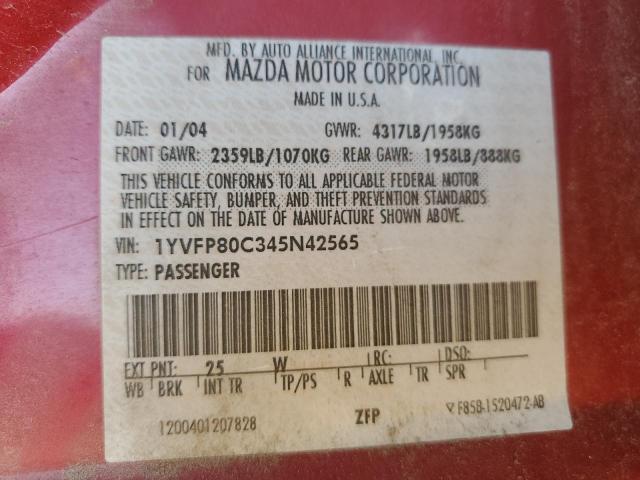 MFD. BY AUTO ALLIANCE INTERNATIONAL, INC.
FOR MAZDA MOTOR CORPORATION
MADE IN U.S.A.
DATE: 01/04 GVWR: 4317LB/1958KG
FRONT GAWR: 2359LB/1070KG REAR GAWR: 1958LB/888KG
THIS VEHICLE CONFORMS TO ALL APPLICABLE FEDERAL MOTOR
VEHICLE SAFETY, BUMPER, AND THEFT PREVENTION STANDARDS
IN EFFECT ON THE DATE OF MANUFACTURE SHOWN ABOVE.
VIN: 1YVFP80C345N42565
TYPE: PASSENGER
EXT PNT: 25 W RC: DSO:
WB BRK INT TR TP/PS R AXLE TR SPR
1200401207828 ZFP F85B-1520472-AB